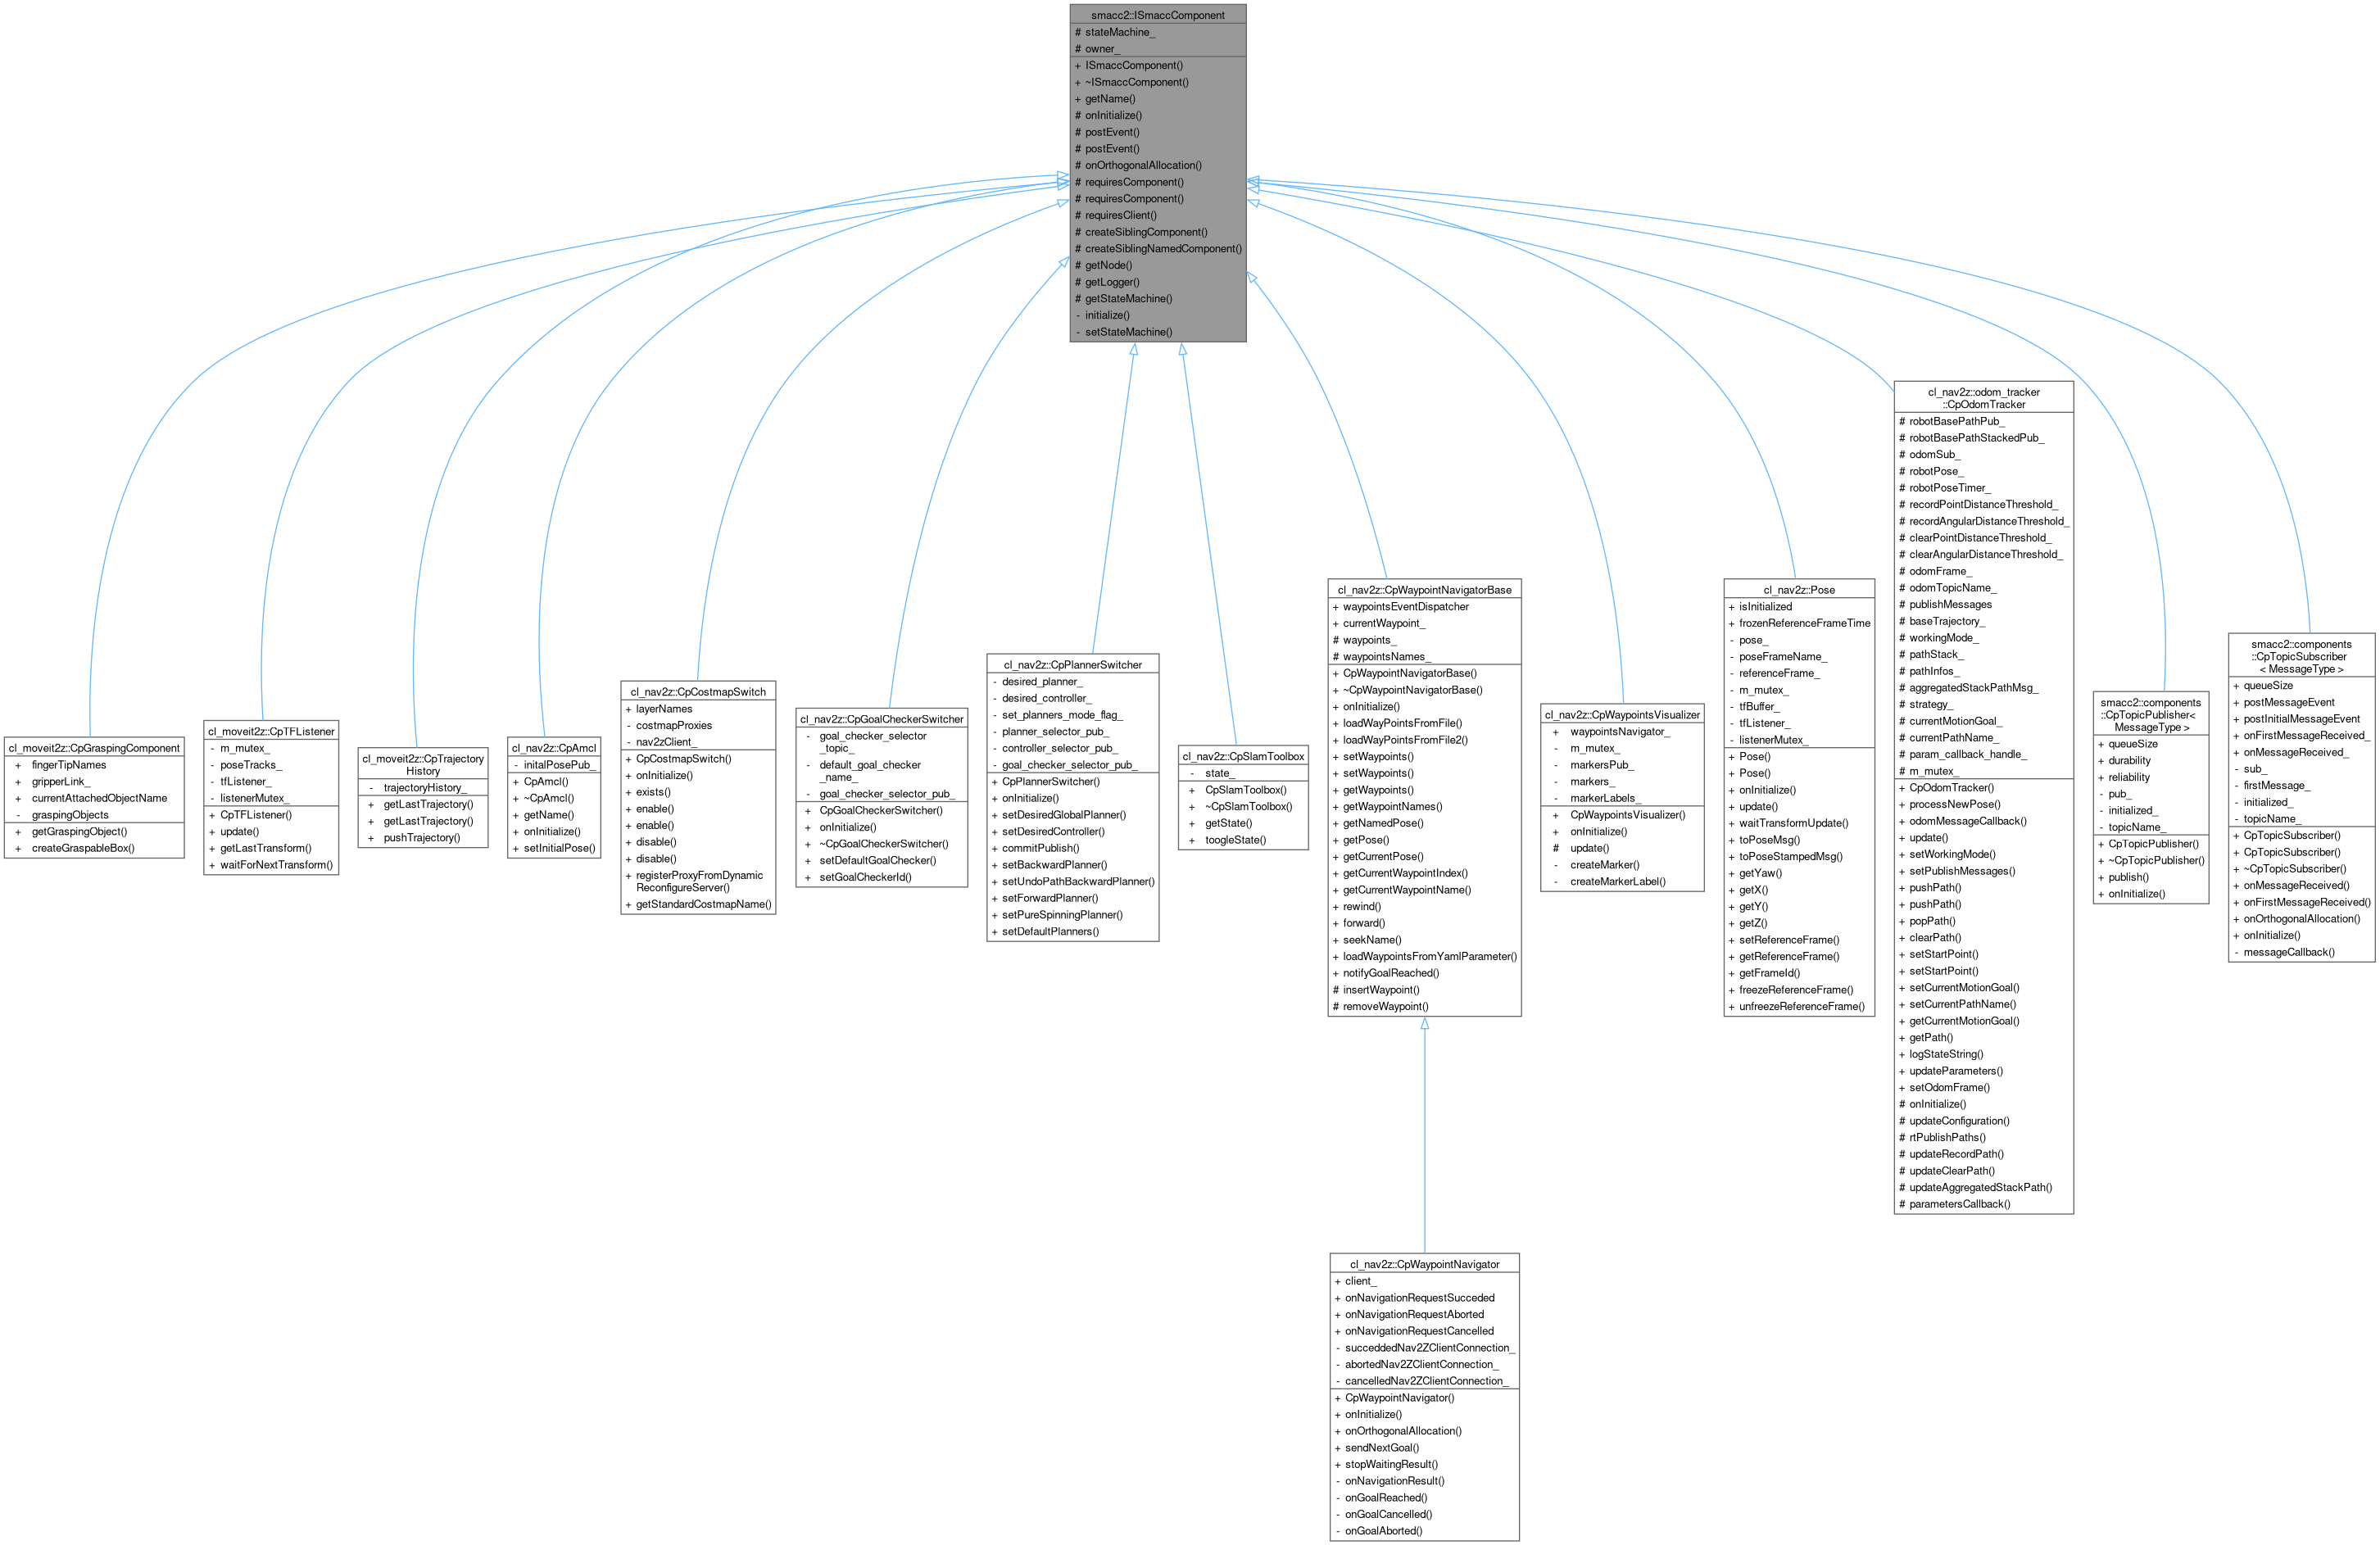 smacc2::ISmaccComponent
# stateMachine_
# owner_
+ ISmaccComponent()
+ ~ISmaccComponent()
+ getName()
# onInitialize()
# postEvent()
# postEvent()
# onOrthogonalAllocation()
# requiresComponent()
# requiresComponent()
# requiresClient()
# createSiblingComponent()
# createSiblingNamedComponent()
# getNode()
# getLogger()
# getStateMachine()
- initialize()
- setStateMachine()
cl_moveit2z::CpGraspingComponent
+ fingerTipNames
+ gripperLink_
+ currentAttachedObjectName
- graspingObjects
+ getGraspingObject()
+ createGraspableBox()
cl_moveit2z::CpTFListener
- m_mutex_
- poseTracks_
- tfListener_
- listenerMutex_
+ CpTFListener()
+ update()
+ getLastTransform()
+ waitForNextTransform()
cl_moveit2z::CpTrajectory
History
- trajectoryHistory_
+ getLastTrajectory()
+ getLastTrajectory()
+ pushTrajectory()
cl_nav2z::CpAmcl
- initalPosePub_
+ CpAmcl()
+ ~CpAmcl()
+ getName()
+ onInitialize()
+ setInitialPose()
cl_nav2z::CpCostmapSwitch
+ layerNames
- costmapProxies
- nav2zClient_
+ CpCostmapSwitch()
+ onInitialize()
+ exists()
+ enable()
+ enable()
+ disable()
+ disable()
+ registerProxyFromDynamic
ReconfigureServer()
+ getStandardCostmapName()
cl_nav2z::CpGoalCheckerSwitcher
- goal_checker_selector
_topic_
- default_goal_checker
_name_
- goal_checker_selector_pub_
+ CpGoalCheckerSwitcher()
+ onInitialize()
+ ~CpGoalCheckerSwitcher()
+ setDefaultGoalChecker()
+ setGoalCheckerId()
cl_nav2z::CpPlannerSwitcher
- desired_planner_
- desired_controller_
- set_planners_mode_flag_
- planner_selector_pub_
- controller_selector_pub_
- goal_checker_selector_pub_
+ CpPlannerSwitcher()
+ onInitialize()
+ setDesiredGlobalPlanner()
+ setDesiredController()
+ commitPublish()
+ setBackwardPlanner()
+ setUndoPathBackwardPlanner()
+ setForwardPlanner()
+ setPureSpinningPlanner()
+ setDefaultPlanners()
cl_nav2z::CpSlamToolbox
- state_
+ CpSlamToolbox()
+ ~CpSlamToolbox()
+ getState()
+ toogleState()
cl_nav2z::CpWaypointNavigatorBase
+ waypointsEventDispatcher
+ currentWaypoint_
# waypoints_
# waypointsNames_
+ CpWaypointNavigatorBase()
+ ~CpWaypointNavigatorBase()
+ onInitialize()
+ loadWayPointsFromFile()
+ loadWayPointsFromFile2()
+ setWaypoints()
+ setWaypoints()
+ getWaypoints()
+ getWaypointNames()
+ getNamedPose()
+ getPose()
+ getCurrentPose()
+ getCurrentWaypointIndex()
+ getCurrentWaypointName()
+ rewind()
+ forward()
+ seekName()
+ loadWaypointsFromYamlParameter()
+ notifyGoalReached()
# insertWaypoint()
# removeWaypoint()
cl_nav2z::CpWaypointsVisualizer
+ waypointsNavigator_
- m_mutex_
- markersPub_
- markers_
- markerLabels_
+ CpWaypointsVisualizer()
+ onInitialize()
# update()
- createMarker()
- createMarkerLabel()
cl_nav2z::Pose
+ isInitialized
+ frozenReferenceFrameTime
- pose_
- poseFrameName_
- referenceFrame_
- m_mutex_
- tfBuffer_
- tfListener_
- listenerMutex_
+ Pose()
+ Pose()
+ onInitialize()
+ update()
+ waitTransformUpdate()
+ toPoseMsg()
+ toPoseStampedMsg()
+ getYaw()
+ getX()
+ getY()
+ getZ()
+ setReferenceFrame()
+ getReferenceFrame()
+ getFrameId()
+ freezeReferenceFrame()
+ unfreezeReferenceFrame()
cl_nav2z::odom_tracker
::CpOdomTracker
# robotBasePathPub_
# robotBasePathStackedPub_
# odomSub_
# robotPose_
# robotPoseTimer_
# recordPointDistanceThreshold_
# recordAngularDistanceThreshold_
# clearPointDistanceThreshold_
# clearAngularDistanceThreshold_
# odomFrame_
# odomTopicName_
# publishMessages
# baseTrajectory_
# workingMode_
# pathStack_
# pathInfos_
# aggregatedStackPathMsg_
# strategy_
# currentMotionGoal_
# currentPathName_
# param_callback_handle_
# m_mutex_
+ CpOdomTracker()
+ processNewPose()
+ odomMessageCallback()
+ update()
+ setWorkingMode()
+ setPublishMessages()
+ pushPath()
+ pushPath()
+ popPath()
+ clearPath()
+ setStartPoint()
+ setStartPoint()
+ setCurrentMotionGoal()
+ setCurrentPathName()
+ getCurrentMotionGoal()
+ getPath()
+ logStateString()
+ updateParameters()
+ setOdomFrame()
# onInitialize()
# updateConfiguration()
# rtPublishPaths()
# updateRecordPath()
# updateClearPath()
# updateAggregatedStackPath()
# parametersCallback()
smacc2::components
::CpTopicPublisher<
MessageType >
+ queueSize
+ durability
+ reliability
- pub_
- initialized_
- topicName_
+ CpTopicPublisher()
+ ~CpTopicPublisher()
+ publish()
+ onInitialize()
smacc2::components
::CpTopicSubscriber
< MessageType >
+ queueSize
+ postMessageEvent
+ postInitialMessageEvent
+ onFirstMessageReceived_
+ onMessageReceived_
- sub_
- firstMessage_
- initialized_
- topicName_
+ CpTopicSubscriber()
+ CpTopicSubscriber()
+ ~CpTopicSubscriber()
+ onMessageReceived()
+ onFirstMessageReceived()
+ onOrthogonalAllocation()
+ onInitialize()
- messageCallback()
cl_nav2z::CpWaypointNavigator
+ client_
+ onNavigationRequestSucceded
+ onNavigationRequestAborted
+ onNavigationRequestCancelled
- succeddedNav2ZClientConnection_
- abortedNav2ZClientConnection_
- cancelledNav2ZClientConnection_
+ CpWaypointNavigator()
+ onInitialize()
+ onOrthogonalAllocation()
+ sendNextGoal()
+ stopWaitingResult()
- onNavigationResult()
- onGoalReached()
- onGoalCancelled()
- onGoalAborted()